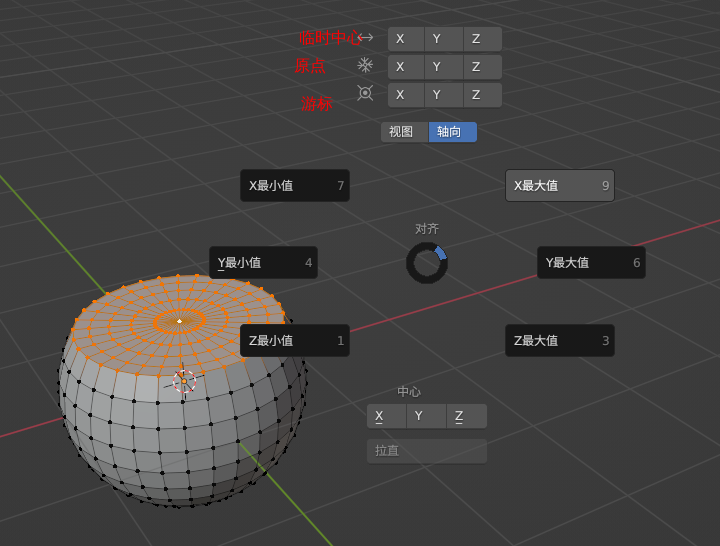 临时中心 X Y Z
原点 X Y Z
游标 X Y Z
视图 轴向
X最小值 7 X最大值 9
对齐
Y最小值 4 Y最大值 6
Z最小值 1 Z最大值 3
中心
X Y Z
拉直